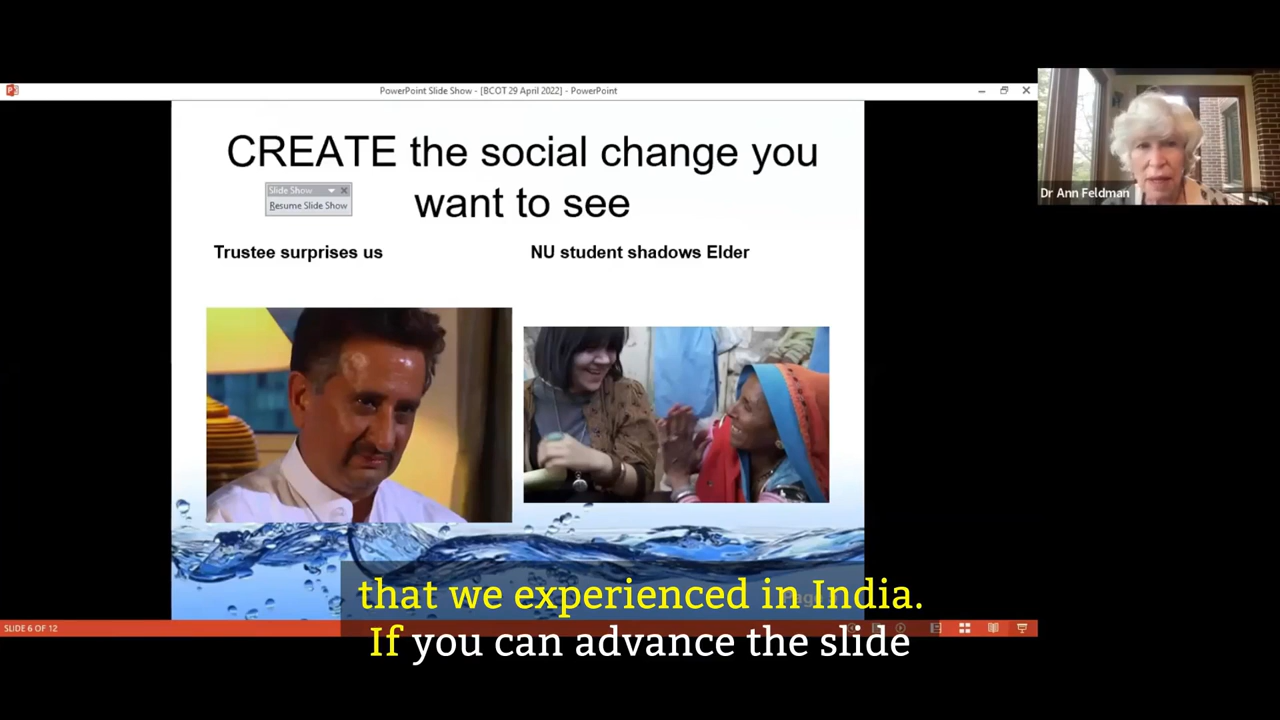 PowerPoint Slide Show - [BCOT 29 April 2022] - PowerPoint
CREATE the social change you
want to see
Slide Show
Resume Slide Show
Trustee surprises us
NU student shadows Elder
Dr Ann Feldman
that we experienced in India.
If you can advance the slide
SLIDE 6 OF 12